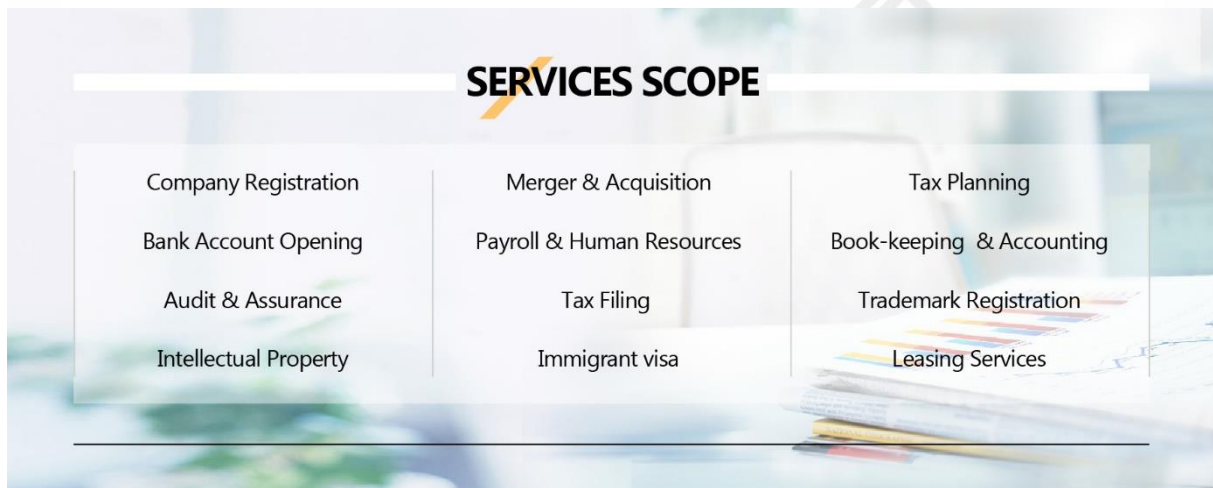 SERVICES SCOPE
Company Registration
Merger & Acquisition
Tax Planning
Bank Account Opening
Payroll & Human Resources
Book-keeping & Accounting
Audit & Assurance
Tax Filing
Trademark Registration
Intellectual Property
Immigrant visa
Leasing Services